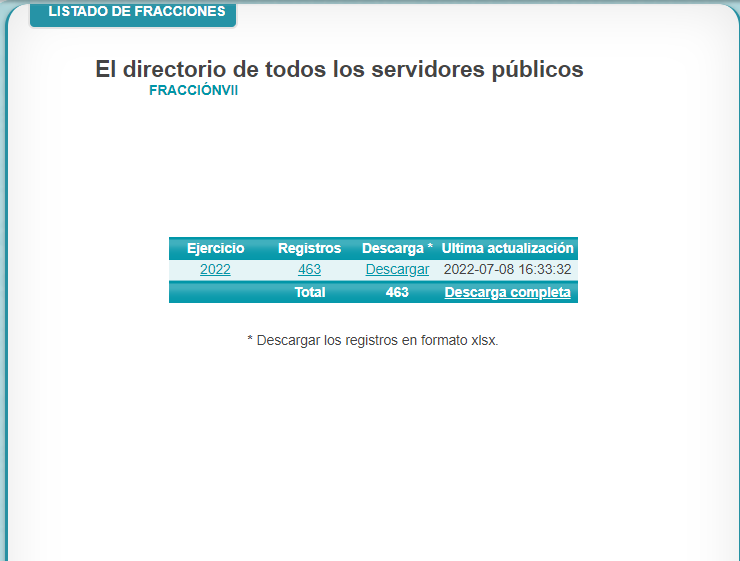 LISTADO DE FRACCIONES
El directorio de todos los servidores públicos
FRACCIÓNVII
Ejercicio Registros Descarga * Ultima actualización
2022 463 Descargar 2022-07-08 16:33:32
Total 463 Descarga completa
* Descargar los registros en formato xlsx.